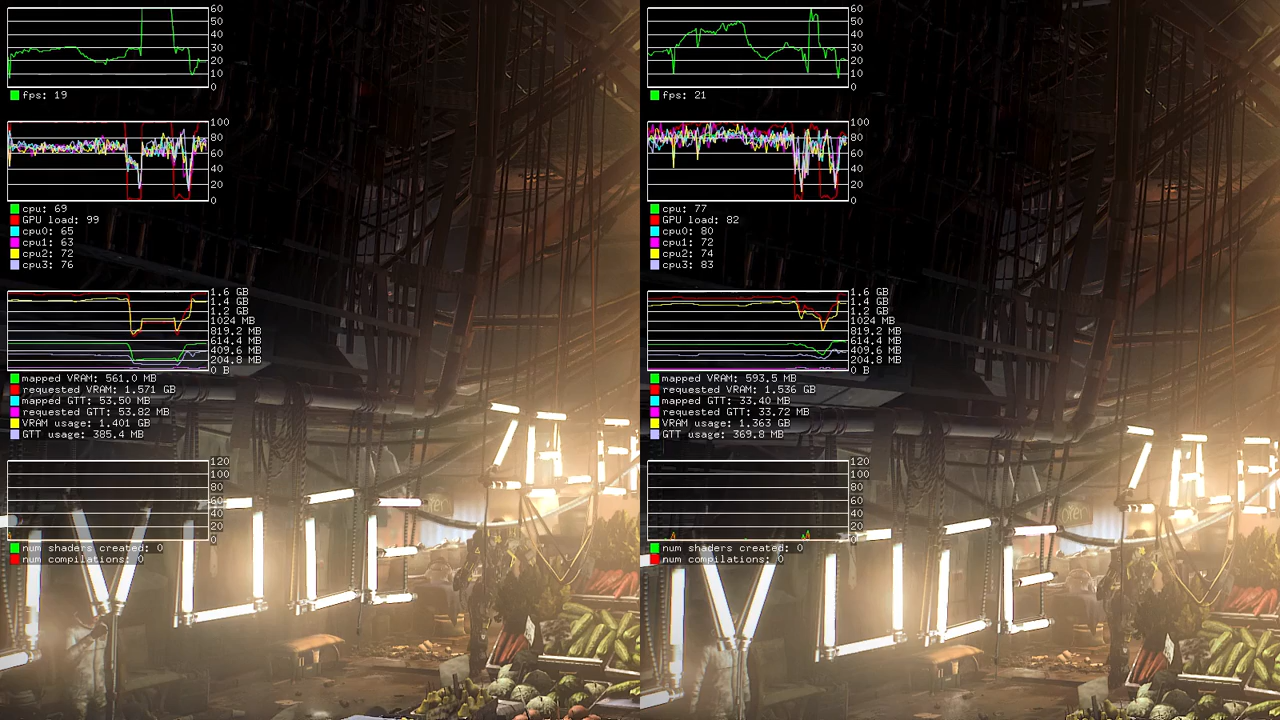 60
50
40
30
20
10
0
fps: 19
100
80
60
40
20
0
cpu: 69
GPU load: 99
cpu0: 65
cpu1: 63
cpu2: 72
cpu3: 76
1.6 GB
1.4 GB
1.2 GB
1024 MB
819.2 MB
614.4 MB
409.6 MB
204.8 MB
0 B
mapped VRAM: 561.0 MB
requested VRAM: 1.571 GB
mapped GTT: 53.50 MB
requested GTT: 53.82 MB
VRAM usage: 1.401 GB
GTT usage: 385.4 MB
120
100
80
60
40
20
0
num shaders created: 0
num compilations: 0
60
50
40
30
20
10
0
fps: 21
100
80
60
40
20
0
cpu: 77
GPU load: 82
cpu0: 80
cpu1: 72
cpu2: 74
cpu3: 83
1.6 GB
1.4 GB
1.2 GB
1024 MB
819.2 MB
614.4 MB
409.6 MB
204.8 MB
0 B
mapped VRAM: 593.5 MB
requested VRAM: 1.536 GB
mapped GTT: 33.40 MB
requested GTT: 33.72 MB
VRAM usage: 1.363 GB
GTT usage: 369.8 MB
120
100
80
60
40
20
0
num shaders created: 0
num compilations: 0